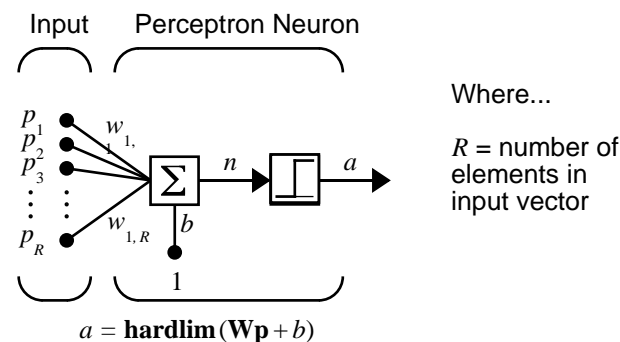 Input Perceptron Neuron
p1 w1,1
p2
p3
pR w1, R
Σ n a
b
1
a = hardlim (Wp + b)
Where...
R = number of
elements in
input vector